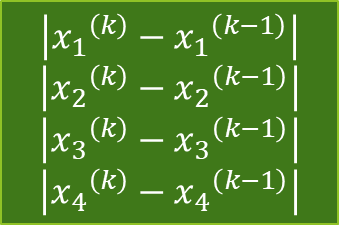 |x₁⁽ᵏ⁾ − x₁⁽ᵏ⁻¹⁾|
|x₂⁽ᵏ⁾ − x₂⁽ᵏ⁻¹⁾|
|x₃⁽ᵏ⁾ − x₃⁽ᵏ⁻¹⁾|
|x₄⁽ᵏ⁾ − x₄⁽ᵏ⁻¹⁾|